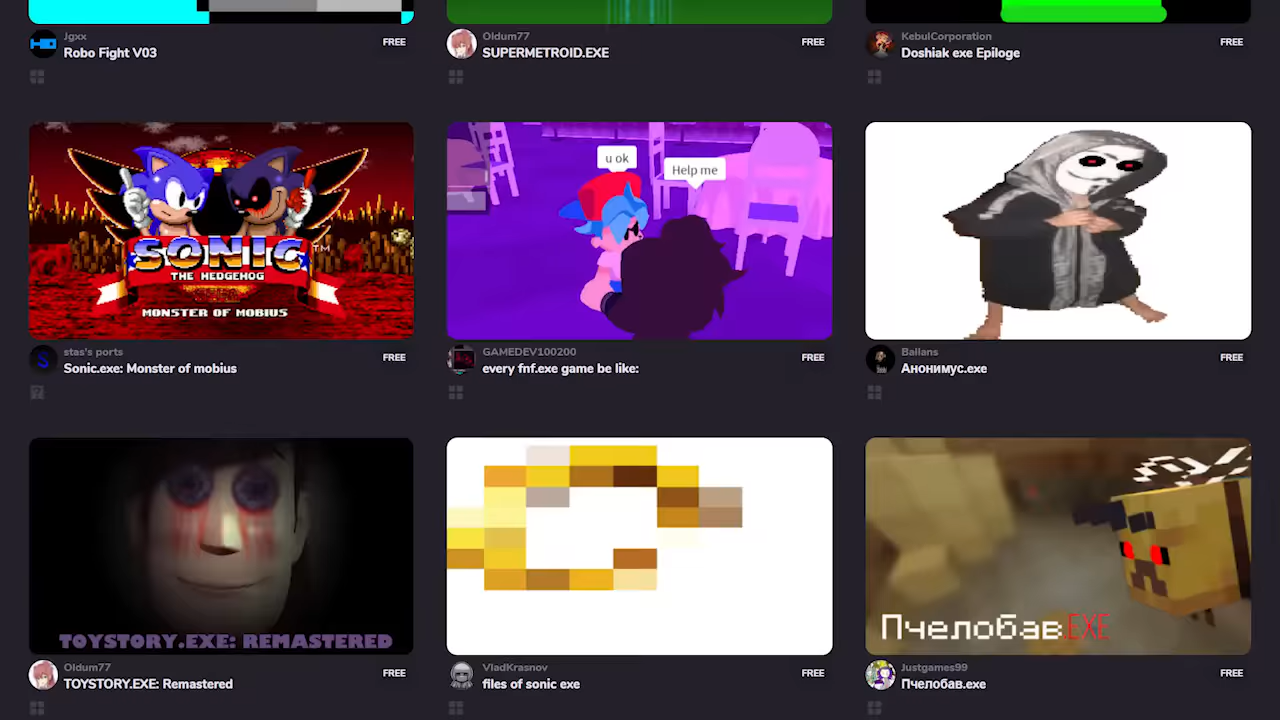 Jgxx
FREE
Robo Fight V03
Oldum77
FREE
SUPERMETROID.EXE
KebulCorporation
FREE
Doshiak exe Epiloge
SONIC TM
THE HEDGEHOG
MONSTER OF MOBIUS
u ok
Help me
stas's ports
FREE
Sonic.exe: Monster of mobius
GAMEDEV100200
FREE
every fnf.exe game be like:
Ballans
FREE
Анонимус.exe
TOYSTORY.EXE: REMASTERED
Пчелобав.EXE
Oldum77
FREE
TOYSTORY.EXE: Remastered
VladKrasnov
FREE
files of sonic exe
Justgames99
FREE
Пчелобав.exe